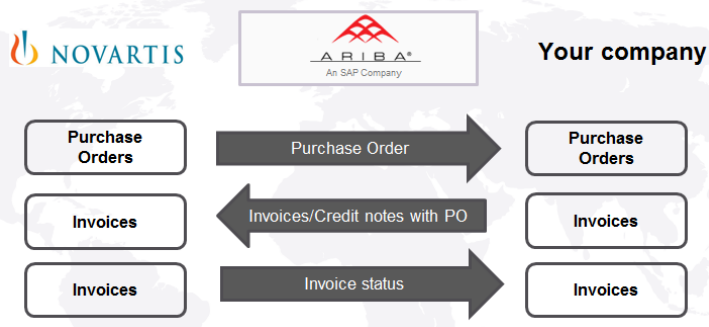 NOVARTIS
ARIBA®
An SAP Company
Your company
Purchase
Orders
Purchase Order
Purchase
Orders
Invoices
Invoices/Credit notes with PO
Invoices
Invoices
Invoice status
Invoices